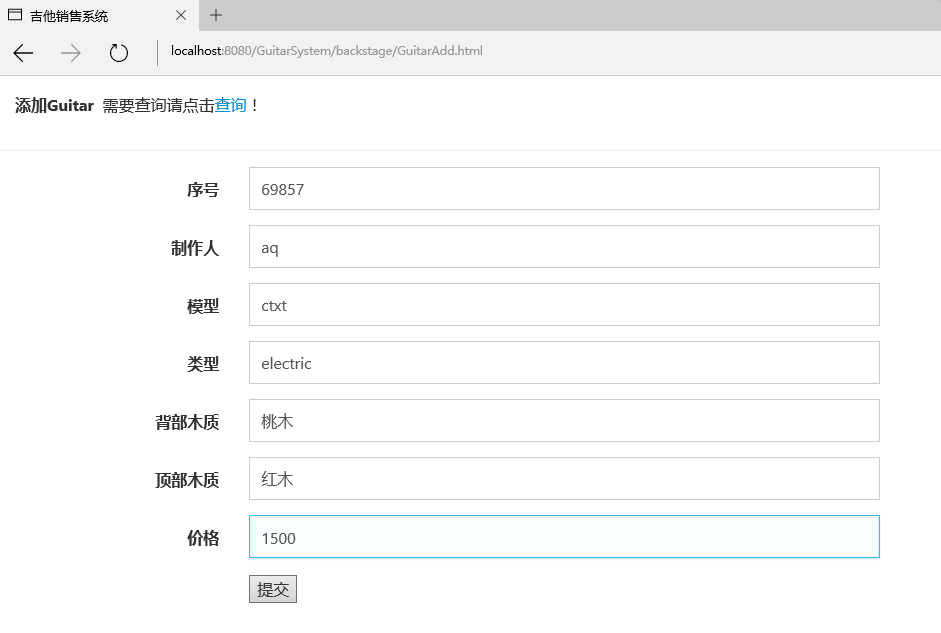 吉他销售系统
localhost:8080/GuitarSystem/backstage/GuitarAdd.html
添加Guitar 需要查询请点击查询！
序号 69857
制作人 aq
模型 ctxt
类型 electric
背部木质 桃木
顶部木质 红木
价格 1500
提交